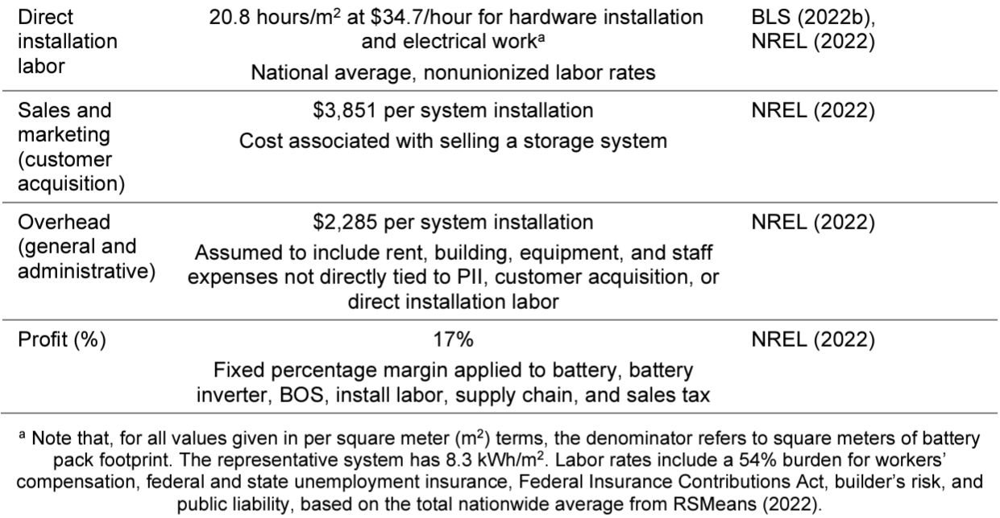 Direct
installation
labor
20.8 hours/m² at $34.7/hour for hardware installation
and electrical workᵃ
National average, nonunionized labor rates
BLS (2022b),
NREL (2022)
Sales and
marketing
(customer
acquisition)
$3,851 per system installation
Cost associated with selling a storage system
NREL (2022)
Overhead
(general and
administrative)
$2,285 per system installation
Assumed to include rent, building, equipment, and staff
expenses not directly tied to PII, customer acquisition, or
direct installation labor
NREL (2022)
Profit (%)
17%
Fixed percentage margin applied to battery, battery
inverter, BOS, install labor, supply chain, and sales tax
NREL (2022)
ᵃ Note that, for all values given in per square meter (m²) terms, the denominator refers to square meters of battery
pack footprint. The representative system has 8.3 kWh/m². Labor rates include a 54% burden for workers’
compensation, federal and state unemployment insurance, Federal Insurance Contributions Act, builder’s risk, and
public liability, based on the total nationwide average from RSMeans (2022).